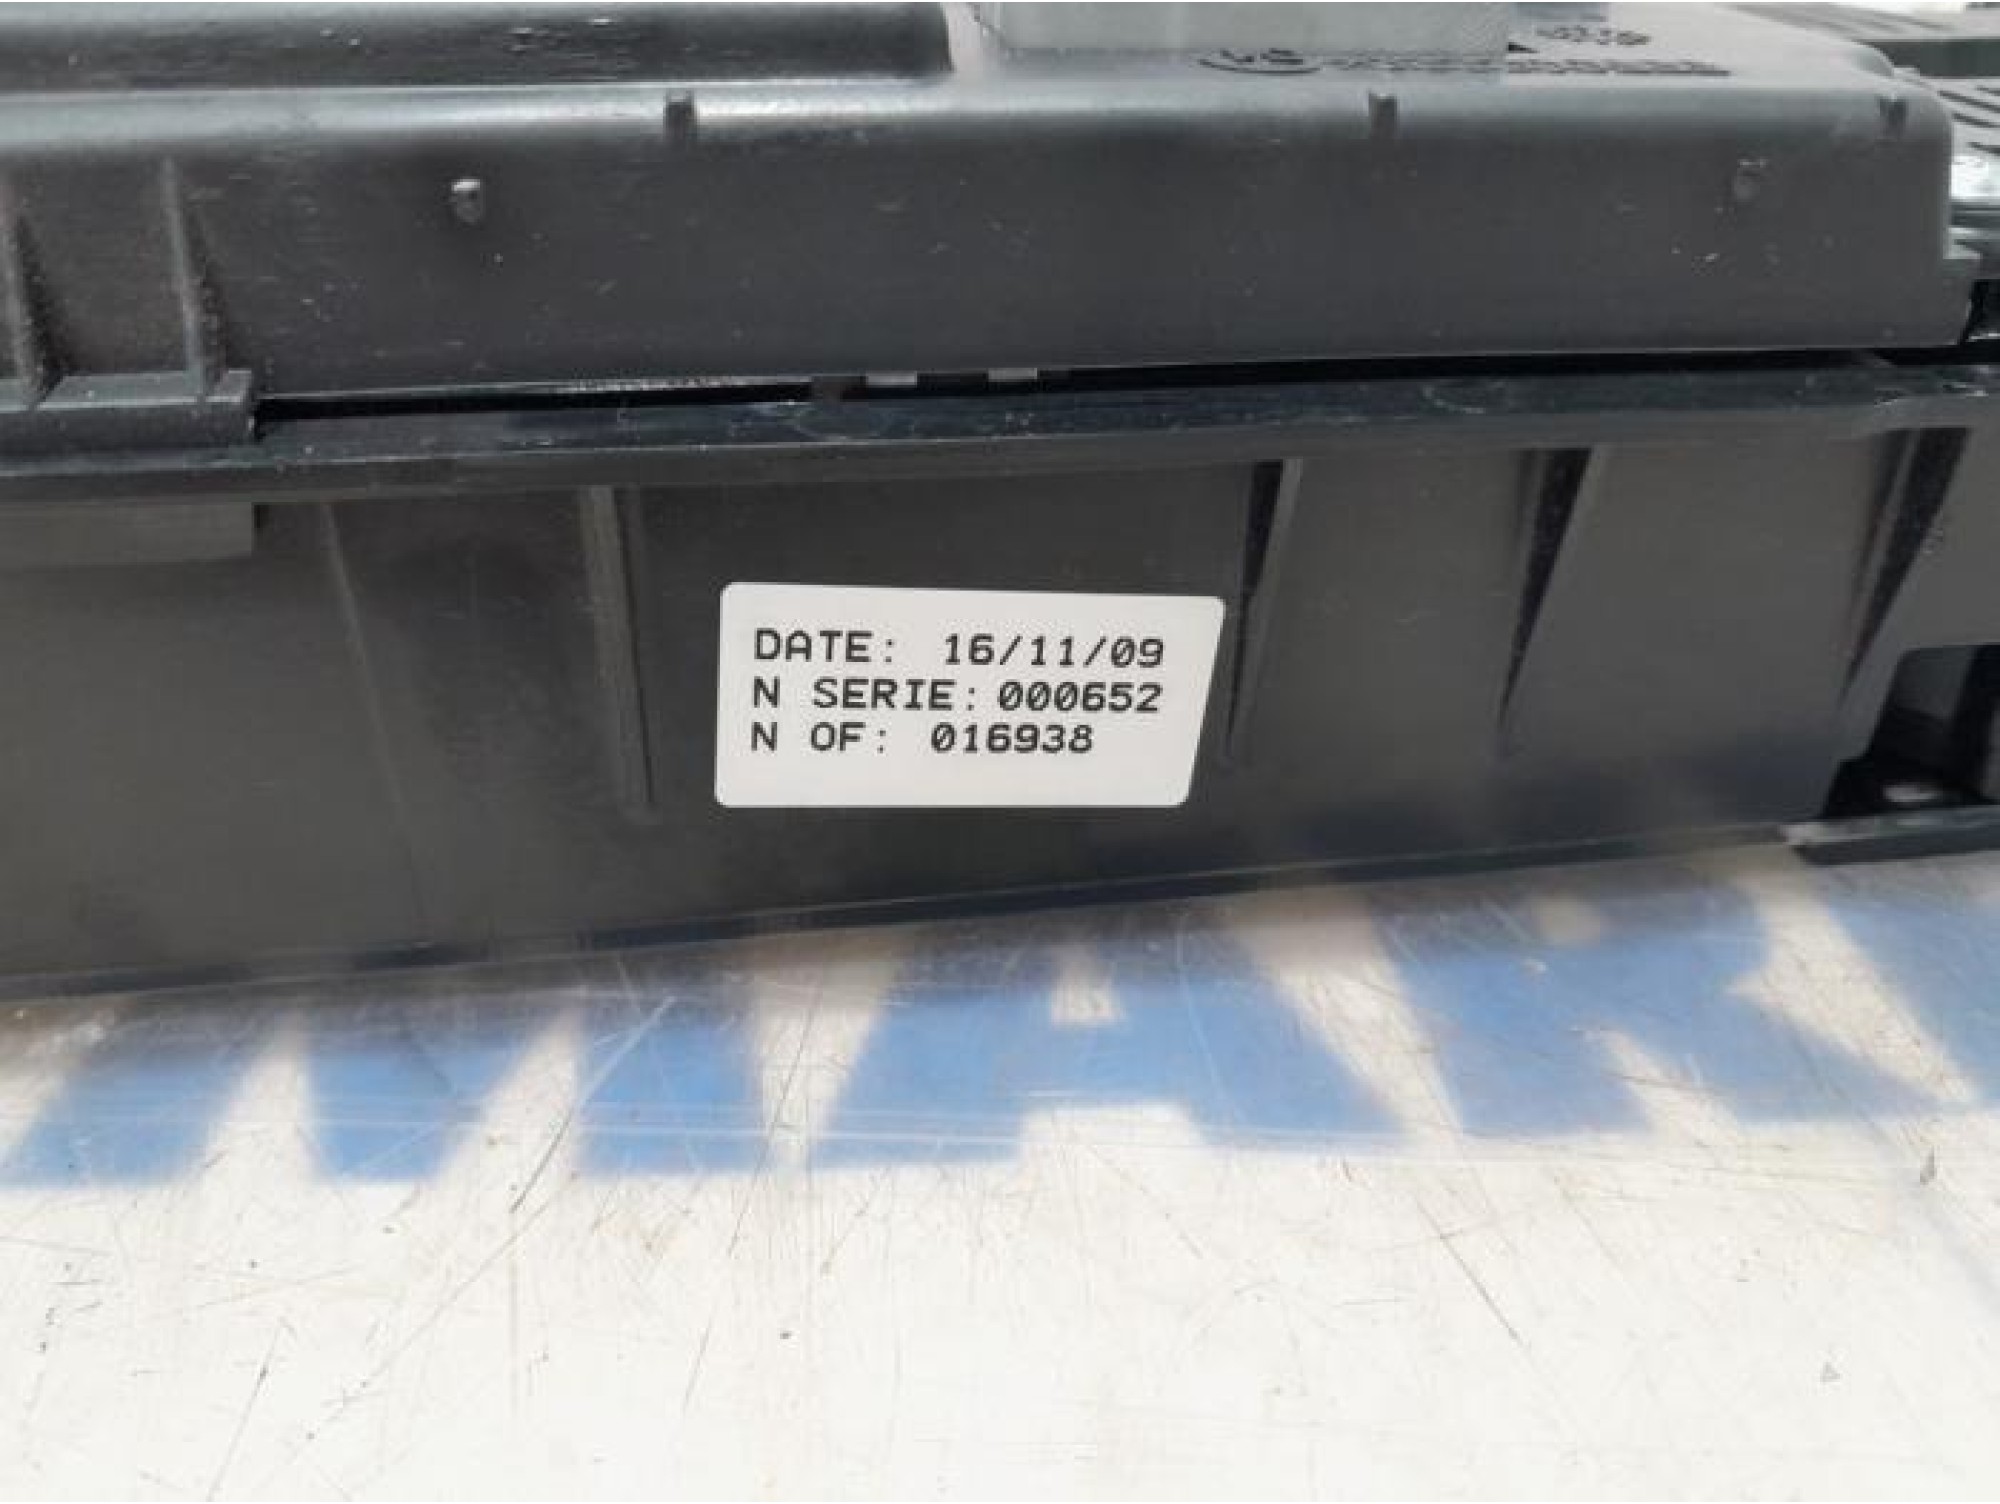 DATE: 16/11/09
N SERIE: 000652
N OF: 016938